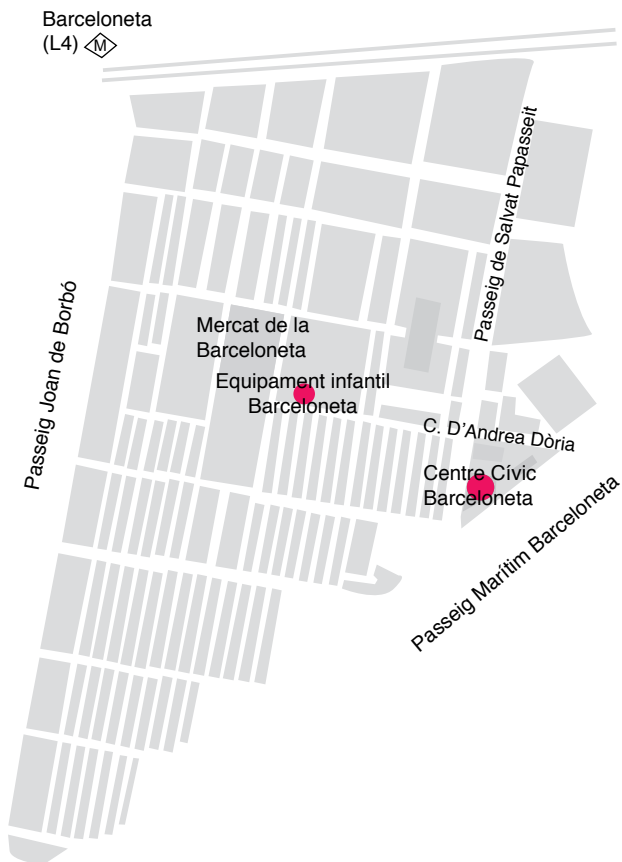 Barceloneta
(L4) M
Passeig de Salvat Papasseit
Passeig Joan de Borbó
Mercat de la
Barceloneta
Equipament infantil
Barceloneta
C. D'Andrea Dòria
Centre Cívic
Barceloneta
Passeig Marítim Barceloneta